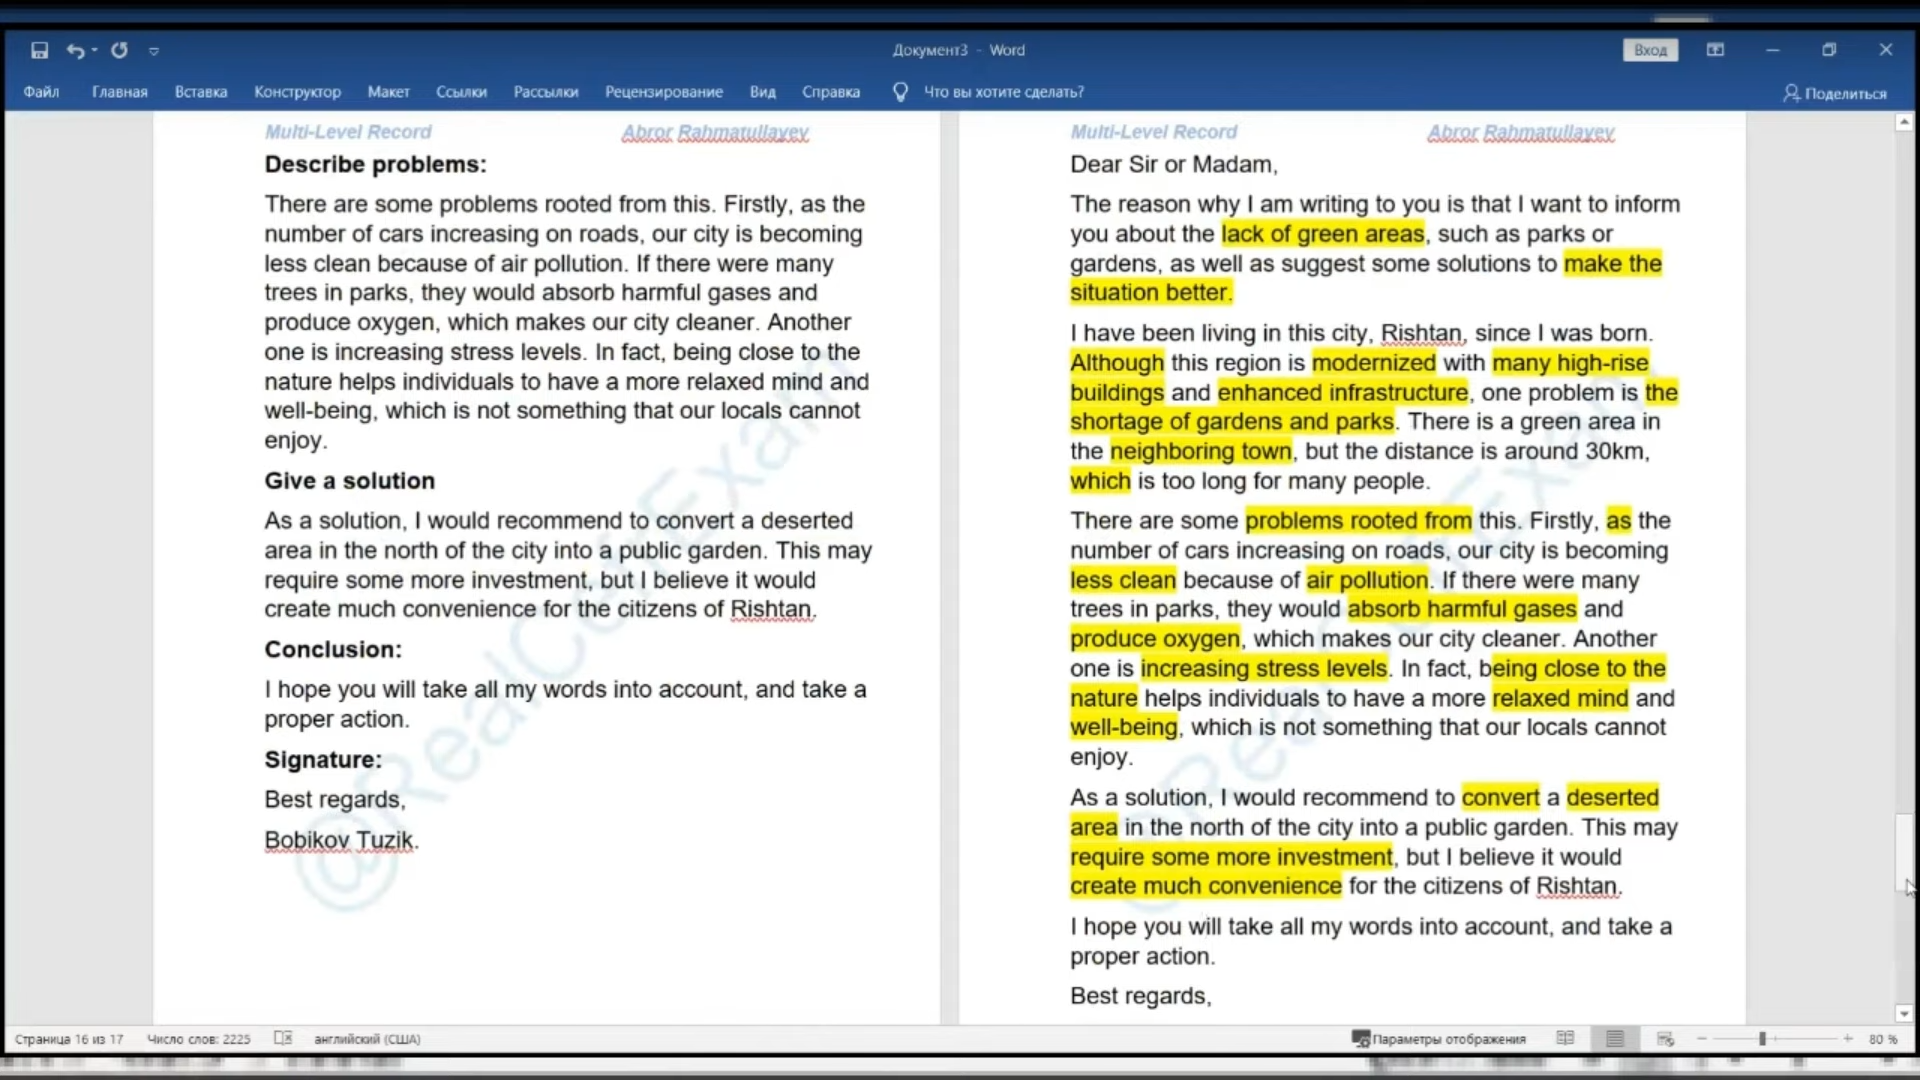 Документ3 - Word
Вход
Файл
Главная
Вставка
Конструктор
Макет
Ссылки
Рассылки
Рецензирование
Вид
Справка
Что вы хотите сделать?
Поделиться
Multi-Level Record Abror Rahmatullayev
Describe problems:
There are some problems rooted from this. Firstly, as the
number of cars increasing on roads, our city is becoming
less clean because of air pollution. If there were many
trees in parks, they would absorb harmful gases and
produce oxygen, which makes our city cleaner. Another
one is increasing stress levels. In fact, being close to the
nature helps individuals to have a more relaxed mind and
well-being, which is not something that our locals cannot
enjoy.
Give a solution
As a solution, I would recommend to convert a deserted
area in the north of the city into a public garden. This may
require some more investment, but I believe it would
create much convenience for the citizens of Rishtan.
Conclusion:
I hope you will take all my words into account, and take a
proper action.
Signature:
Best regards,
Bobikov Tuzik.
@RealCefrExam
Multi-Level Record Abror Rahmatullayev
Dear Sir or Madam,
The reason why I am writing to you is that I want to inform
you about the lack of green areas, such as parks or
gardens, as well as suggest some solutions to make the
situation better.
I have been living in this city, Rishtan, since I was born.
Although this region is modernized with many high-rise
buildings and enhanced infrastructure, one problem is the
shortage of gardens and parks. There is a green area in
the neighboring town, but the distance is around 30km,
which is too long for many people.
There are some problems rooted from this. Firstly, as the
number of cars increasing on roads, our city is becoming
less clean because of air pollution. If there were many
trees in parks, they would absorb harmful gases and
produce oxygen, which makes our city cleaner. Another
one is increasing stress levels. In fact, being close to the
nature helps individuals to have a more relaxed mind and
well-being, which is not something that our locals cannot
enjoy.
As a solution, I would recommend to convert a deserted
area in the north of the city into a public garden. This may
require some more investment, but I believe it would
create much convenience for the citizens of Rishtan.
I hope you will take all my words into account, and take a
proper action.
Best regards,
@RealCefrExam
Страница 16 из 17
Число слов: 2225
английский (США)
Параметры отображения
80 %